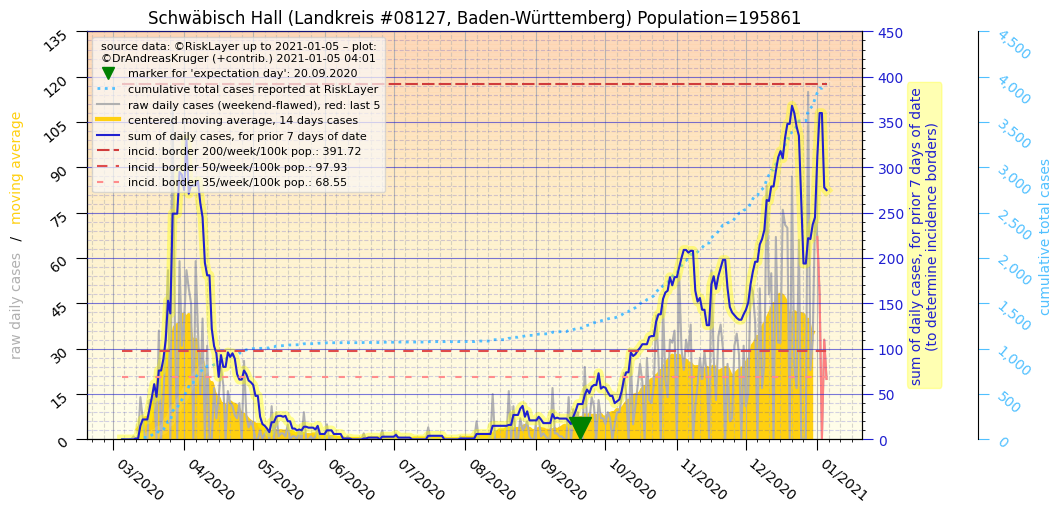 Schwäbisch Hall (Landkreis #08127, Baden-Württemberg) Population=195861
source data: ©RiskLayer up to 2021-01-05 – plot:
©DrAndreasKruger (+contrib.) 2021-01-05 04:01
marker for 'expectation day': 20.09.2020
cumulative total cases reported at RiskLayer
raw daily cases (weekend-flawed), red: last 5
centered moving average, 14 days cases
sum of daily cases, for prior 7 days of date
incid. border 200/week/100k pop.: 391.72
incid. border 50/week/100k pop.: 97.93
incid. border 35/week/100k pop.: 68.55
raw daily cases / moving average
135
120
105
90
75
60
45
30
15
0
03/2020
04/2020
05/2020
06/2020
07/2020
08/2020
09/2020
10/2020
11/2020
12/2020
01/2021
450
400
350
300
250
200
150
100
50
0
sum of daily cases, for prior 7 days of date
(to determine incidence borders)
4,500
4,000
3,500
3,000
2,500
2,000
1,500
1,000
500
0
cumulative total cases